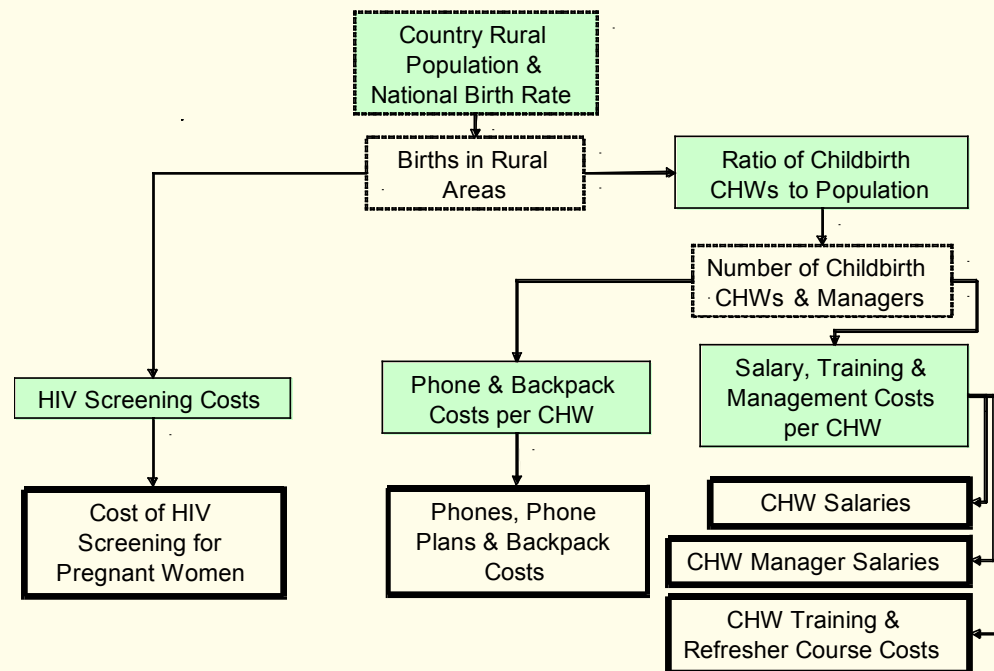 Country Rural
Population &
National Birth Rate
Births in Rural
Areas
Ratio of Childbirth
CHWs to Population
Number of Childbirth
CHWs & Managers
HIV Screening Costs
Phone & Backpack
Costs per CHW
Salary, Training &
Management Costs
per CHW
Cost of HIV
Screening for
Pregnant Women
Phones, Phone
Plans & Backpack
Costs
CHW Salaries
CHW Manager Salaries
CHW Training &
Refresher Course Costs